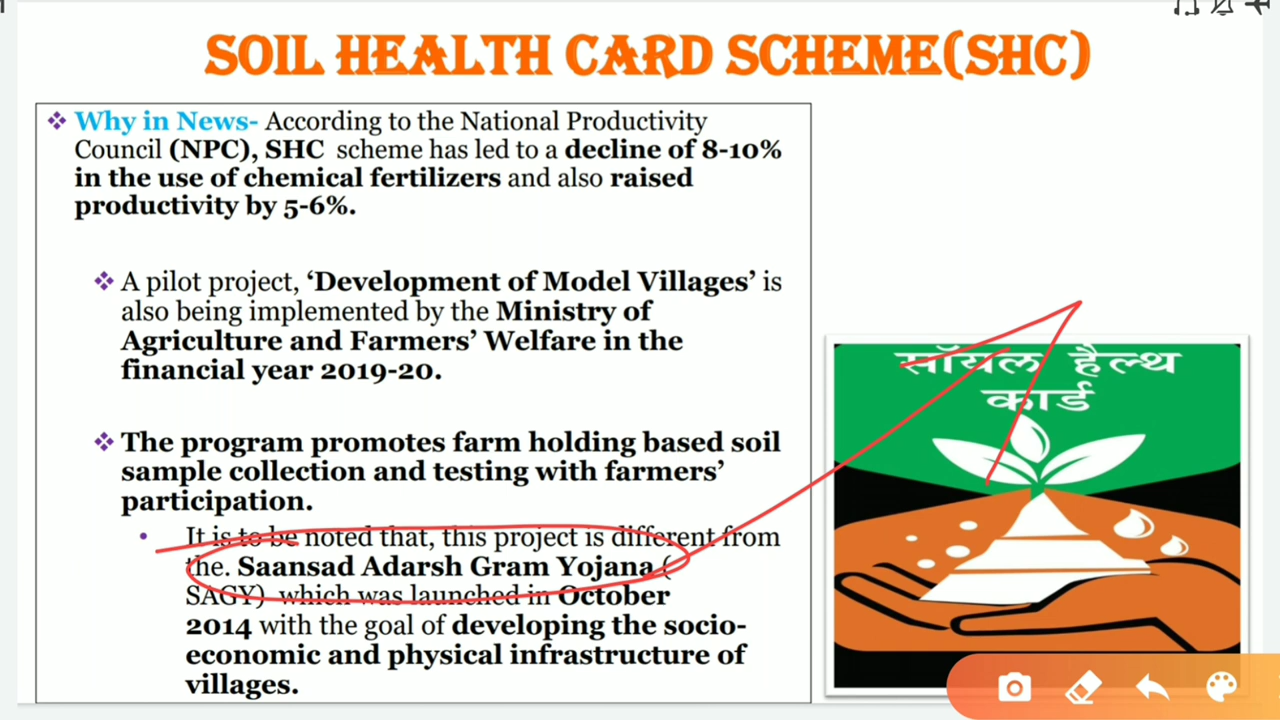 SOIL HEALTH CARD SCHEME(SHC)
Why in News- According to the National Productivity
Council (NPC), SHC scheme has led to a decline of 8-10%
in the use of chemical fertilizers and also raised
productivity by 5-6%.
A pilot project, ‘Development of Model Villages’ is
also being implemented by the Ministry of
Agriculture and Farmers’ Welfare in the
financial year 2019-20.
The program promotes farm holding based soil
sample collection and testing with farmers’
participation.
It is to be noted that, this project is different from
the. Saansad Adarsh Gram Yojana (
SAGY) which was launched in October
2014 with the goal of developing the socio-
economic and physical infrastructure of
villages.
सॉयल हैल्थ
कार्ड